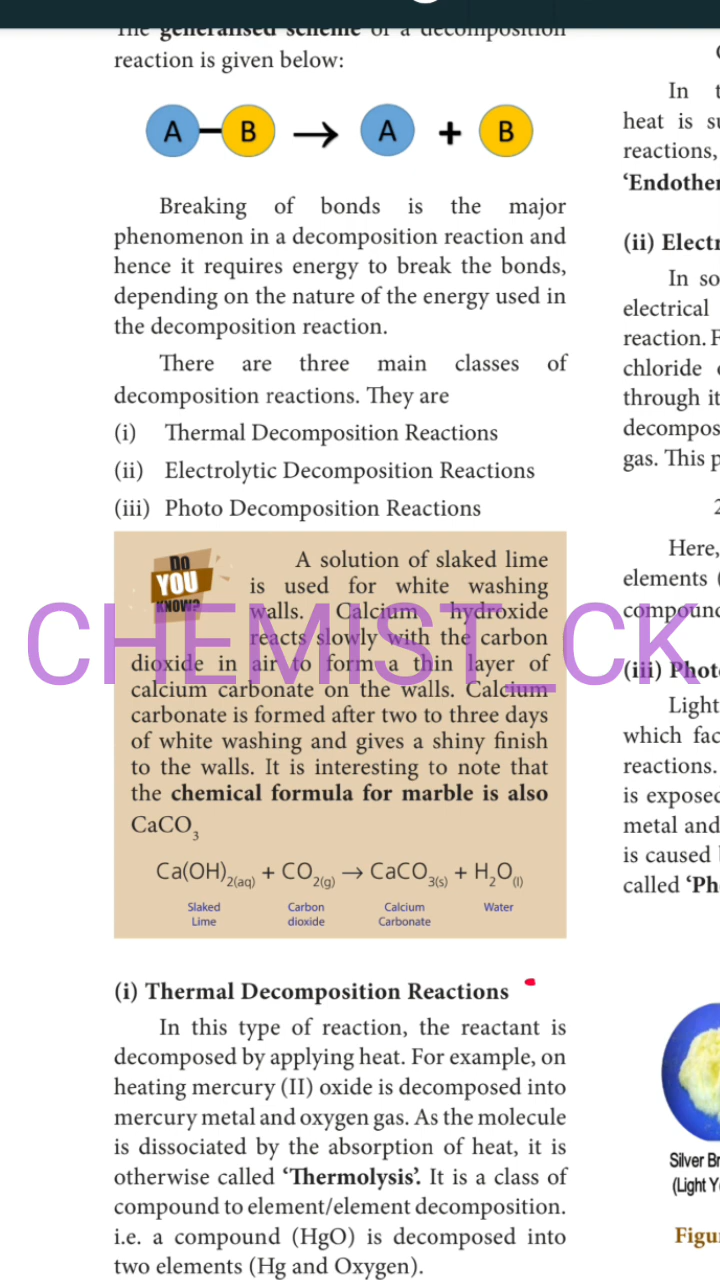 The generalised scheme of a decomposition
reaction is given below:
A B → A + B
Breaking of bonds is the major
phenomenon in a decomposition reaction and
hence it requires energy to break the bonds,
depending on the nature of the energy used in
the decomposition reaction.
There are three main classes of
decomposition reactions. They are
(i) Thermal Decomposition Reactions
(ii) Electrolytic Decomposition Reactions
(iii) Photo Decomposition Reactions
DO
YOU
KNOW?
A solution of slaked lime
is used for white washing
walls. Calcium hydroxide
reacts slowly with the carbon
dioxide in air to form a thin layer of
calcium carbonate on the walls. Calcium
carbonate is formed after two to three days
of white washing and gives a shiny finish
to the walls. It is interesting to note that
the chemical formula for marble is also
CaCO₃
Ca(OH)₂(aq) + CO₂(g) → CaCO₃(s) + H₂O(l)
Slaked Carbon Calcium Water
Lime dioxide Carbonate
CHEMIST_CK
(i) Thermal Decomposition Reactions
In this type of reaction, the reactant is
decomposed by applying heat. For example, on
heating mercury (II) oxide is decomposed into
mercury metal and oxygen gas. As the molecule
is dissociated by the absorption of heat, it is
otherwise called ‘Thermolysis’. It is a class of
compound to element/element decomposition.
i.e. a compound (HgO) is decomposed into
two elements (Hg and Oxygen).
In t
heat is su
reactions,
‘Endother
(ii) Electr
In so
electrical
reaction. F
chloride
through it
decompos
gas. This p
2
Here,
elements (
compound
(iii) Phot
Light
which fac
reactions.
is exposed
metal and
is caused
called ‘Ph
Silver Br
(Light Y
Figu